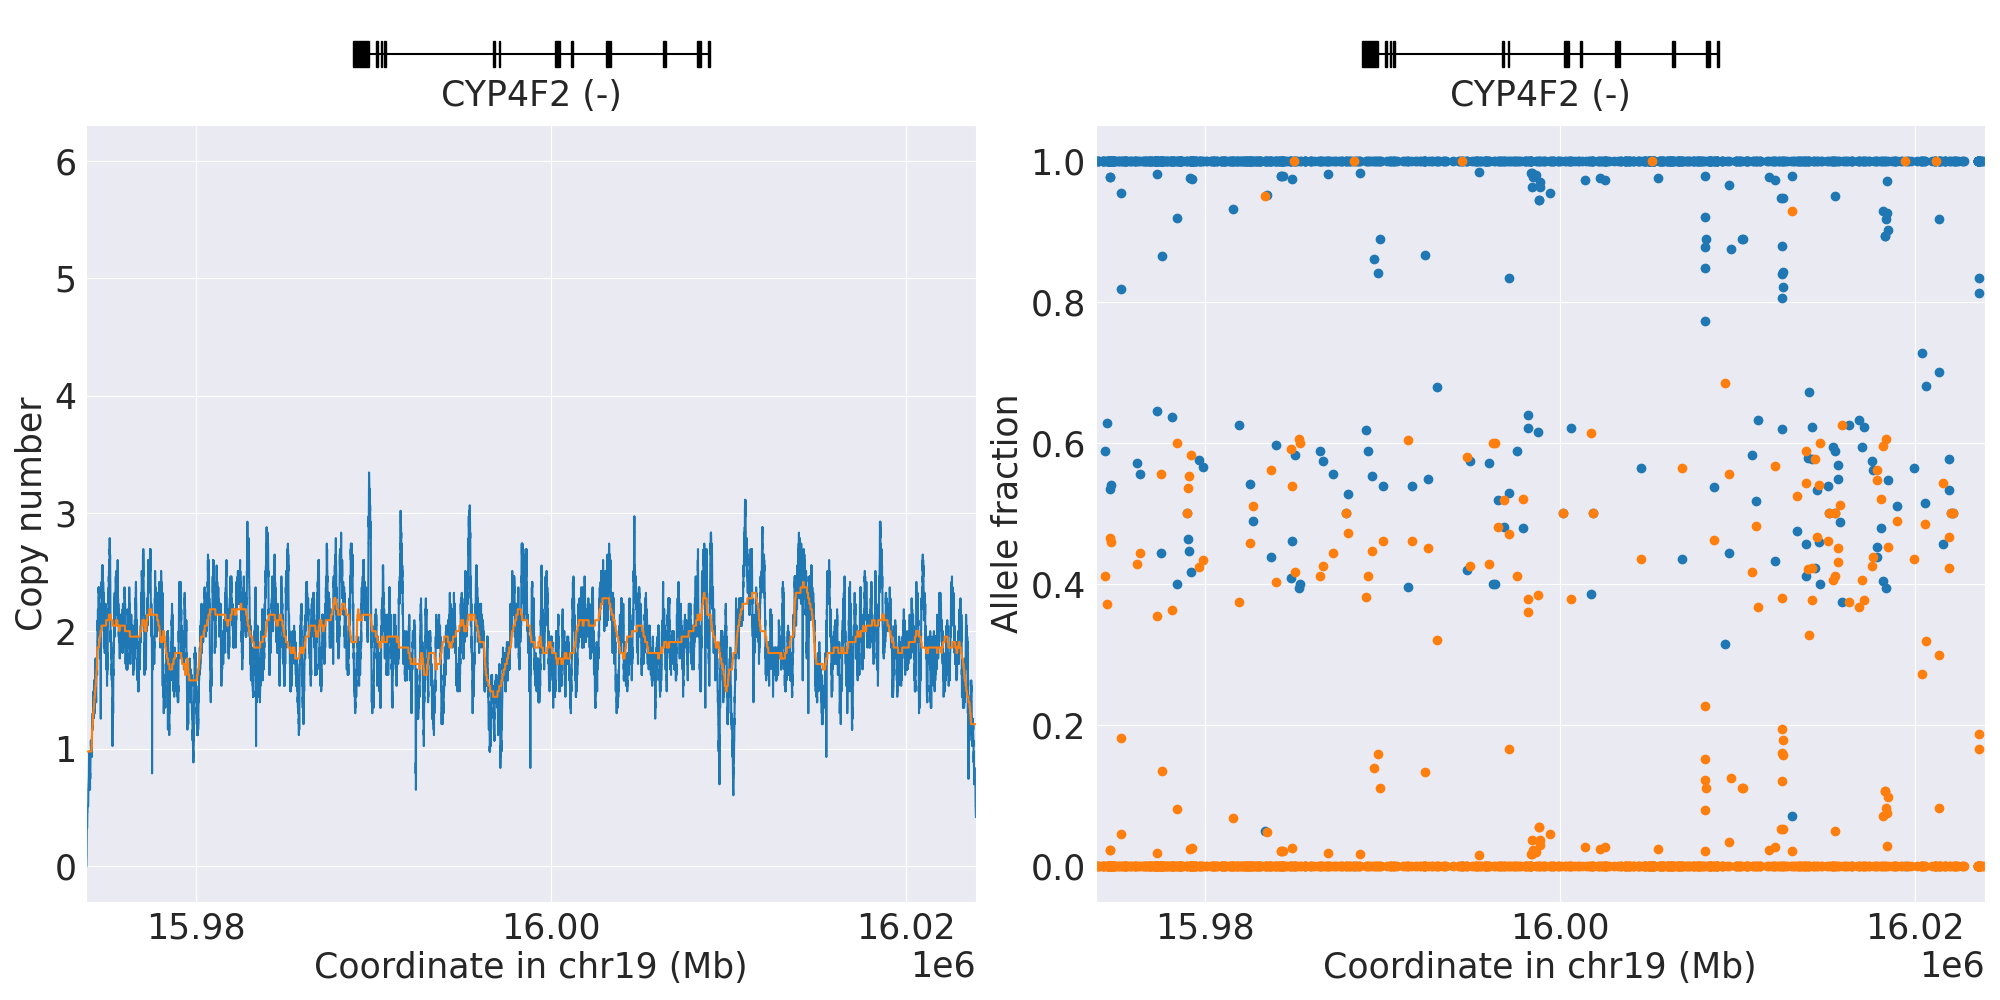 CYP4F2 (-)
Copy number
6
5
4
3
2
1
0
15.98
16.00
16.02
Coordinate in chr19 (Mb)
1e6
CYP4F2 (-)
Allele fraction
1.0
0.8
0.6
0.4
0.2
0.0
15.98
16.00
16.02
Coordinate in chr19 (Mb)
1e6